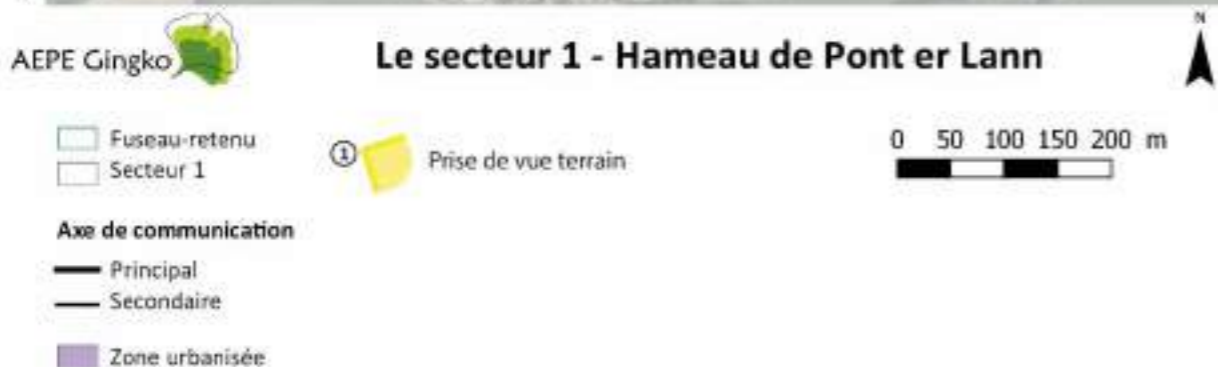 N
AEPE Gingko
Le secteur 1 - Hameau de Pont er Lann
Fuseau-retenu
Secteur 1
1 Prise de vue terrain
0 50 100 150 200 m
Axe de communication
Principal
Secondaire
Zone urbanisée